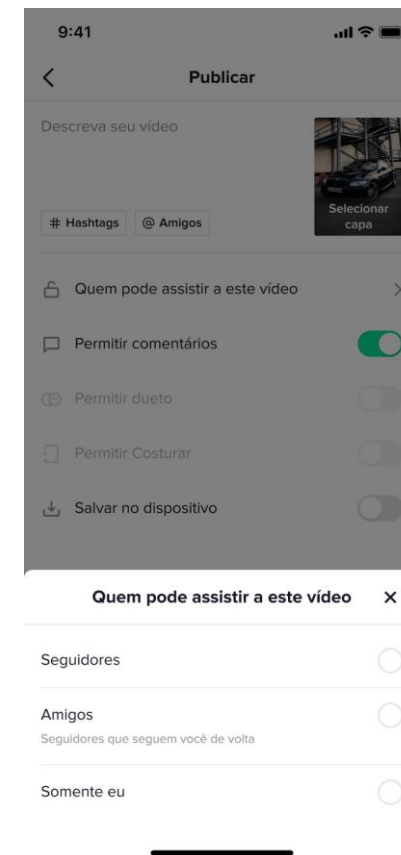 9:41
Publicar
Descreva seu vídeo
Selecionar
capa
# Hashtags @ Amigos
Quem pode assistir a este vídeo
Permitir comentários
Permitir dueto
Permitir Costurar
Salvar no dispositivo
Quem pode assistir a este vídeo
Seguidores
Amigos
Seguidores que seguem você de volta
Somente eu